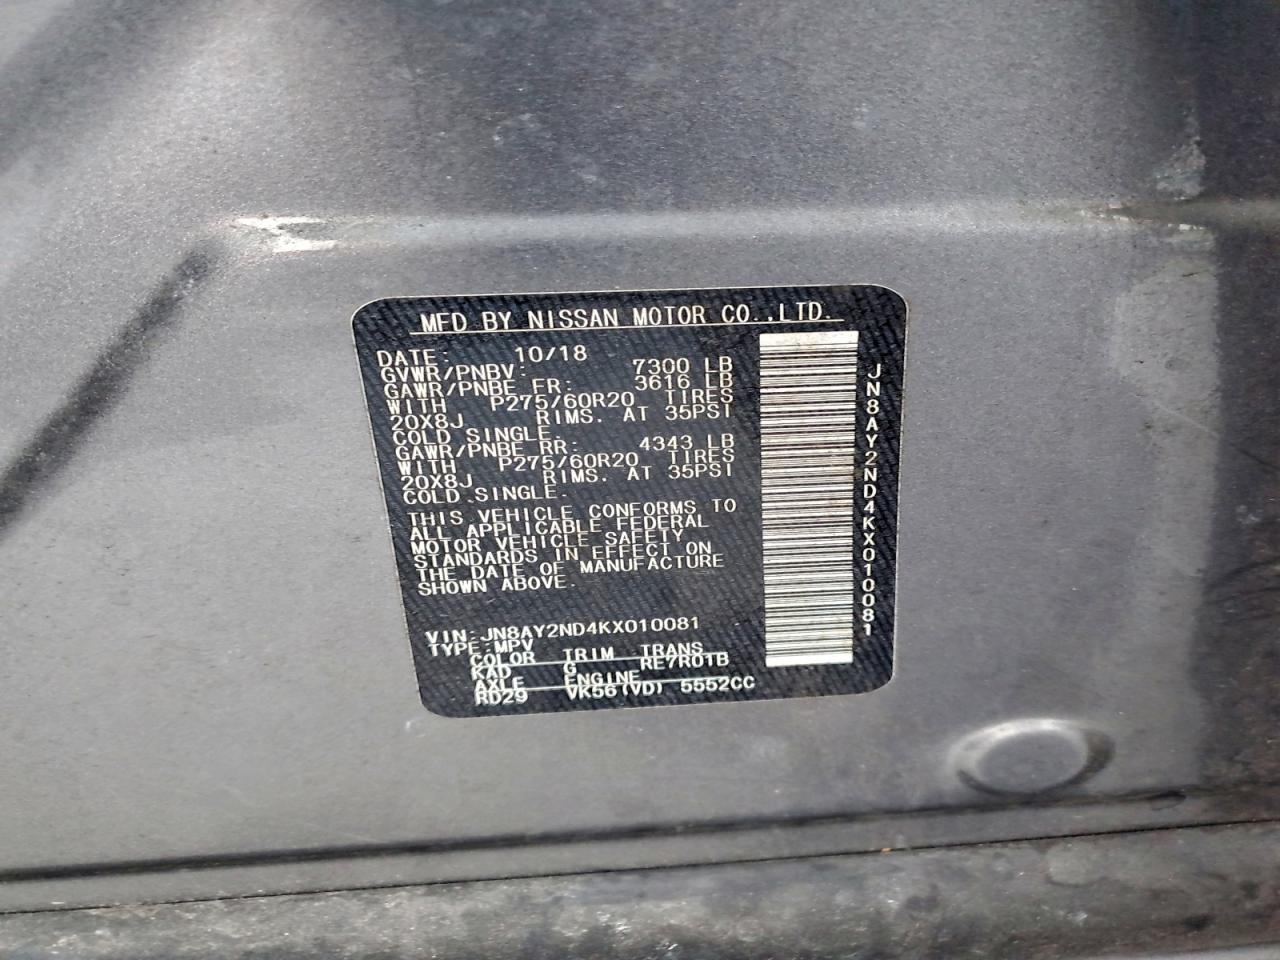 MFD BY NISSAN MOTOR CO.,LTD.
DATE: 10/18
GVWR/PNBV: 7300 LB
GAWR/PNBE FR: 3616 LB
WITH P275/60R20 TIRES
20X8J RIMS. AT 35PSI
COLD SINGLE.
GAWR/PNBE RR: 4343 LB
WITH P275/60R20 TIRES
20X8J RIMS. AT 35PSI
COLD SINGLE.
THIS VEHICLE CONFORMS TO
ALL APPLICABLE FEDERAL
MOTOR VEHICLE SAFETY
STANDARDS IN EFFECT ON
THE DATE OF MANUFACTURE
SHOWN ABOVE.
VIN:JN8AY2ND4KX010081
TYPE:MPV
COLOR TRIM TRANS
KAD G RE7R01B
AXLE ENGINE
RD29 VK56(VD) 5552CC
JN8AY2ND4KX010081